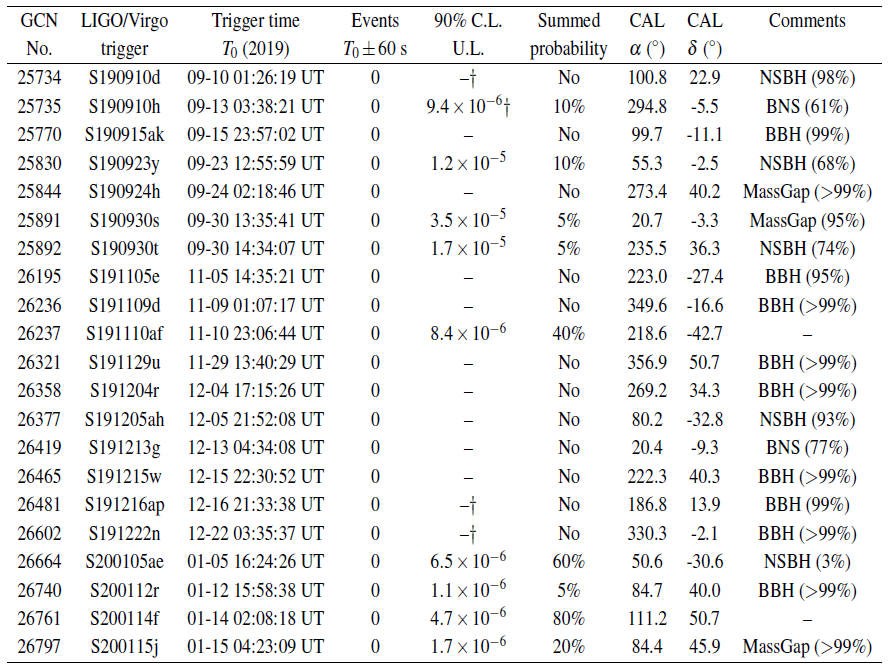 GCN LIGO/Virgo Trigger time Events 90% C.L. Summed CAL CAL Comments
No. trigger T₀ (2019) T₀ ± 60 s U.L. probability α (°) δ (°)
25734 S190910d 09-10 01:26:19 UT 0 –† No 100.8 22.9 NSBH (98%)
25735 S190910h 09-13 03:38:21 UT 0 9.4 × 10⁻⁶† 10% 294.8 -5.5 BNS (61%)
25770 S190915ak 09-15 23:57:02 UT 0 – No 99.7 -11.1 BBH (99%)
25830 S190923y 09-23 12:55:59 UT 0 1.2 × 10⁻⁵ 10% 55.3 -2.5 NSBH (68%)
25844 S190924h 09-24 02:18:46 UT 0 – No 273.4 40.2 MassGap (>99%)
25891 S190930s 09-30 13:35:41 UT 0 3.5 × 10⁻⁵ 5% 20.7 -3.3 MassGap (95%)
25892 S190930t 09-30 14:34:07 UT 0 1.7 × 10⁻⁵ 5% 235.5 36.3 NSBH (74%)
26195 S191105e 11-05 14:35:21 UT 0 – No 223.0 -27.4 BBH (95%)
26236 S191109d 11-09 01:07:17 UT 0 – No 349.6 -16.6 BBH (>99%)
26237 S191110af 11-10 23:06:44 UT 0 8.4 × 10⁻⁶ 40% 218.6 -42.7 –
26321 S191129u 11-29 13:40:29 UT 0 – No 356.9 50.7 BBH (>99%)
26358 S191204r 12-04 17:15:26 UT 0 – No 269.2 34.3 BBH (>99%)
26377 S191205ah 12-05 21:52:08 UT 0 – No 80.2 -32.8 NSBH (93%)
26419 S191213g 12-13 04:34:08 UT 0 – No 20.4 -9.3 BNS (77%)
26465 S191215w 12-15 22:30:52 UT 0 – No 222.3 40.3 BBH (>99%)
26481 S191216ap 12-16 21:33:38 UT 0 –† No 186.8 13.9 BBH (99%)
26602 S191222n 12-22 03:35:37 UT 0 –† No 330.3 -2.1 BBH (>99%)
26664 S200105ae 01-05 16:24:26 UT 0 6.5 × 10⁻⁶ 60% 50.6 -30.6 NSBH (3%)
26740 S200112r 01-12 15:58:38 UT 0 1.1 × 10⁻⁶ 5% 84.7 40.0 BBH (>99%)
26761 S200114f 01-14 02:08:18 UT 0 4.7 × 10⁻⁶ 80% 111.2 50.7 –
26797 S200115j 01-15 04:23:09 UT 0 1.7 × 10⁻⁶ 20% 84.4 45.9 MassGap (>99%)